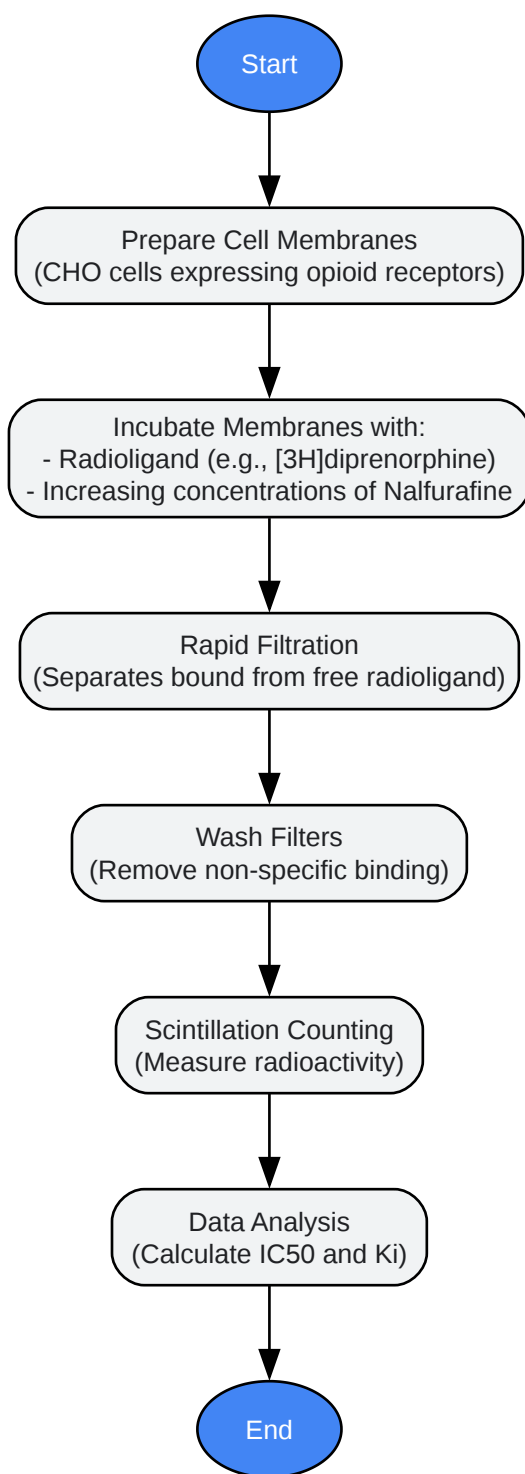 Start
Prepare Cell Membranes
(CHO cells expressing opioid receptors)
Incubate Membranes with:
- Radioligand (e.g., [3H]diprenorphine)
- Increasing concentrations of Nalfurafine
Rapid Filtration
(Separates bound from free radioligand)
Wash Filters
(Remove non-specific binding)
Scintillation Counting
(Measure radioactivity)
Data Analysis
(Calculate IC50 and Ki)
End